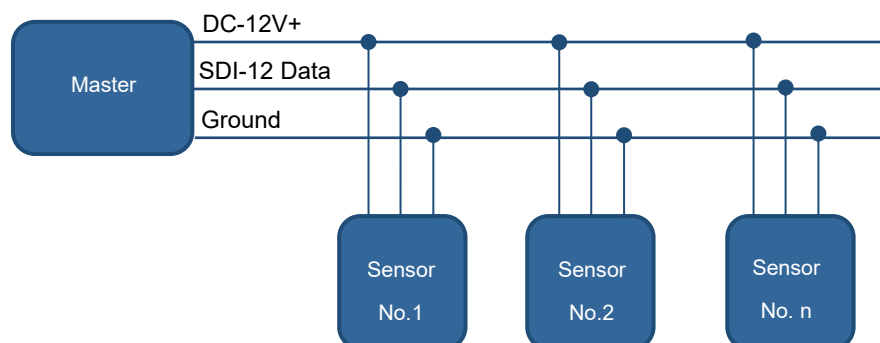 DC-12V+
SDI-12 Data
Master
Ground
Sensor
No.1
Sensor
No.2
Sensor
No. n